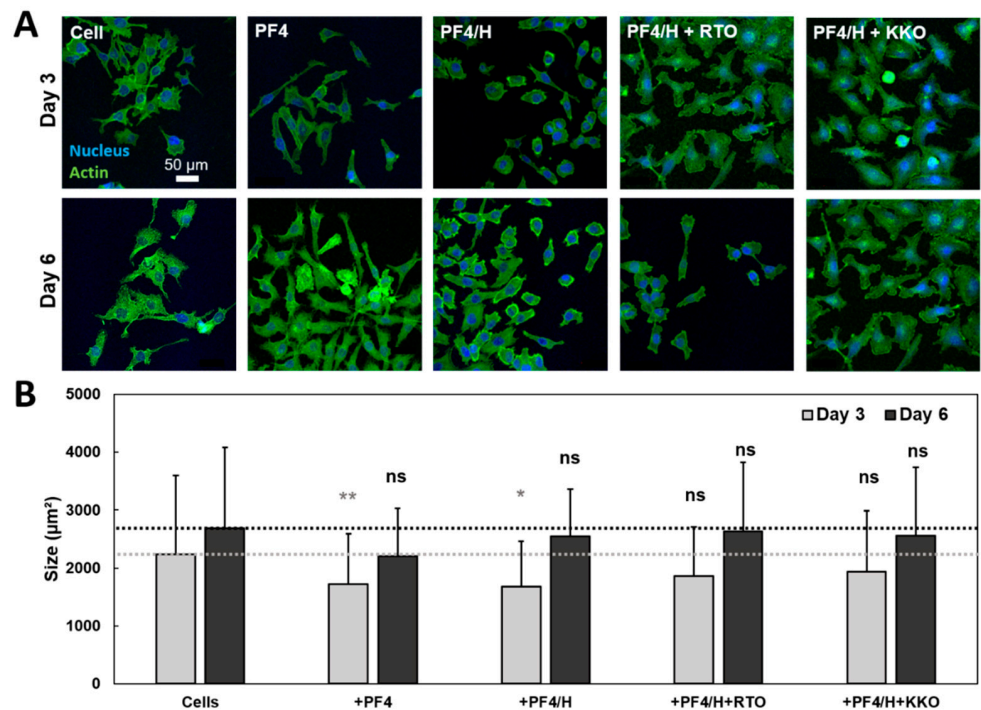 A
Cell
PF4
PF4/H
PF4/H + RTO
PF4/H + KKO
Day 3
Nucleus
Actin
50 μm
Day 6
B
Size (μm²)
5000
4000
3000
2000
1000
0
Day 3
Day 6
**
ns
*
ns
ns
ns
ns
ns
Cells
+PF4
+PF4/H
+PF4/H+RTO
+PF4/H+KKO